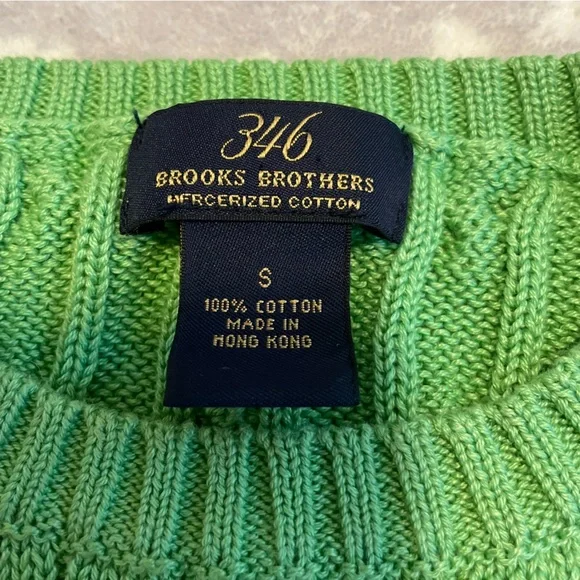 346
BROOKS BROTHERS
MERCERIZED COTTON
S
100% COTTON
MADE IN
HONG KONG